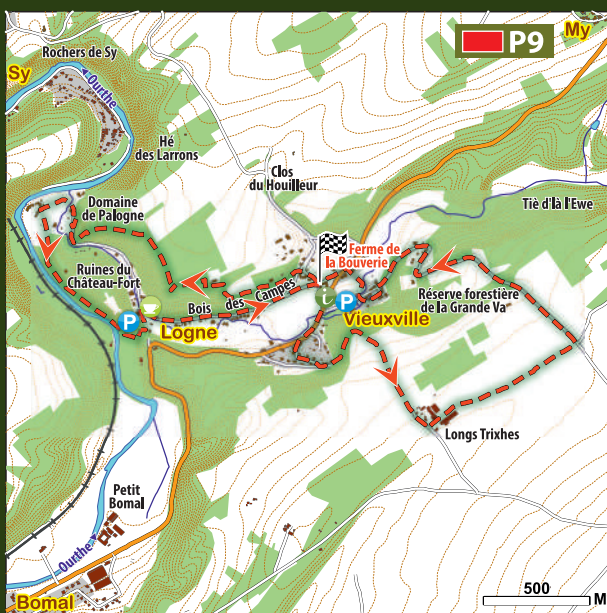 My
P9
Rochers de Sy
Sy
Ourthe
Hé
des Larrons
Clos
du Houilleur
Domaine
de Palogne
Tiè d'là l'Ewe
Ferme de
la Bouverie
Ruines du
Château-Fort
Bois des Campes
i
P
P
Réserve forestière
de la Grande Va
Logne
Vieuxville
Longs Trixhes
Petit
Bomal
Ourthe
Bomal
500
M